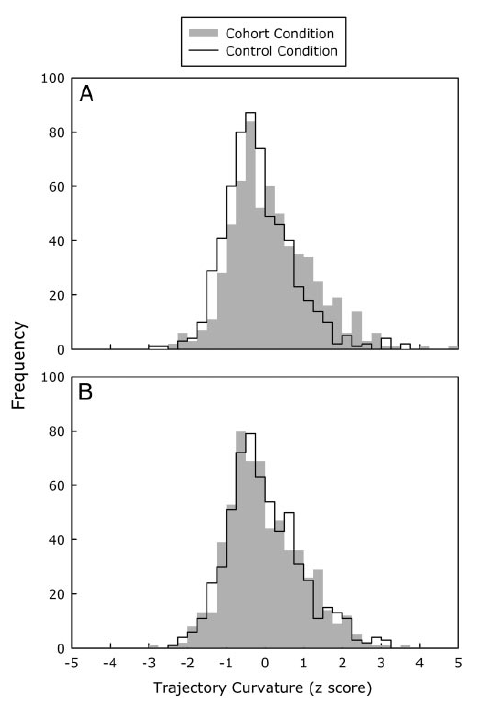 Cohort Condition
Control Condition
A
100
80
60
40
20
0
Frequency
B
100
80
60
40
20
0
-5 -4 -3 -2 -1 0 1 2 3 4 5
Trajectory Curvature (z score)